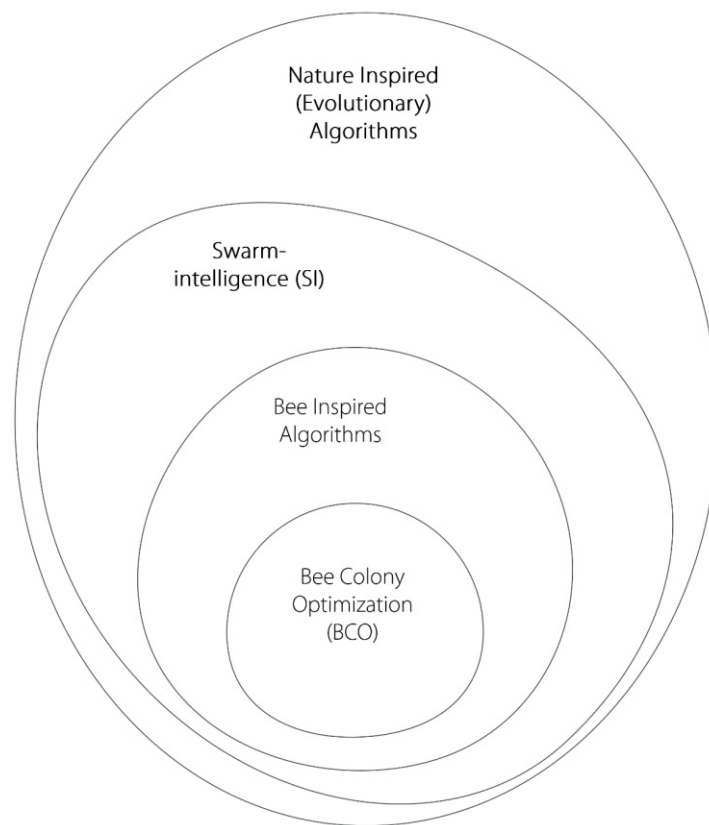 Nature Inspired
(Evolutionary)
Algorithms
Swarm-
intelligence (SI)
Bee Inspired
Algorithms
Bee Colony
Optimization
(BCO)